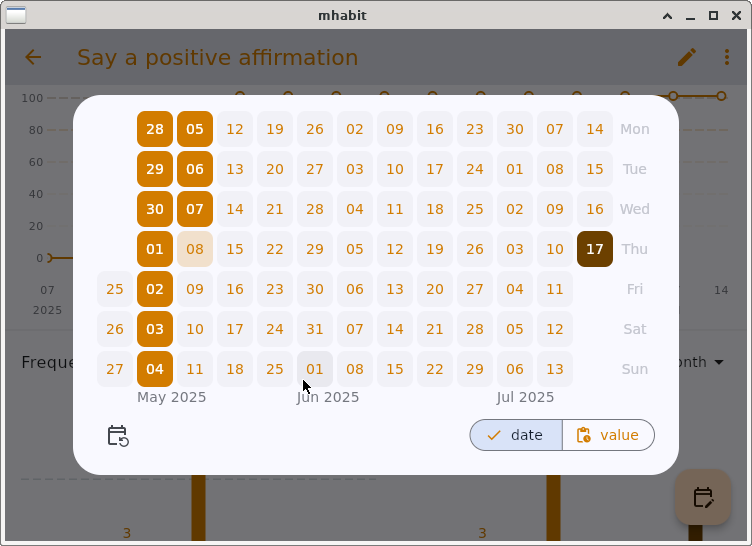 mhabit
Say a positive affirmation
100
80
60
40
20
0
07
2025
14
28 05 12 19 26 02 09 16 23 30 07 14 Mon
29 06 13 20 27 03 10 17 24 01 08 15 Tue
30 07 14 21 28 04 11 18 25 02 09 16 Wed
01 08 15 22 29 05 12 19 26 03 10 17 Thu
25 02 09 16 23 30 06 13 20 27 04 11 Fri
26 03 10 17 24 31 07 14 21 28 05 12 Sat
27 04 11 18 25 01 08 15 22 29 06 13 Sun
May 2025 Jun 2025 Jul 2025
date value
Freque
onth
3 3